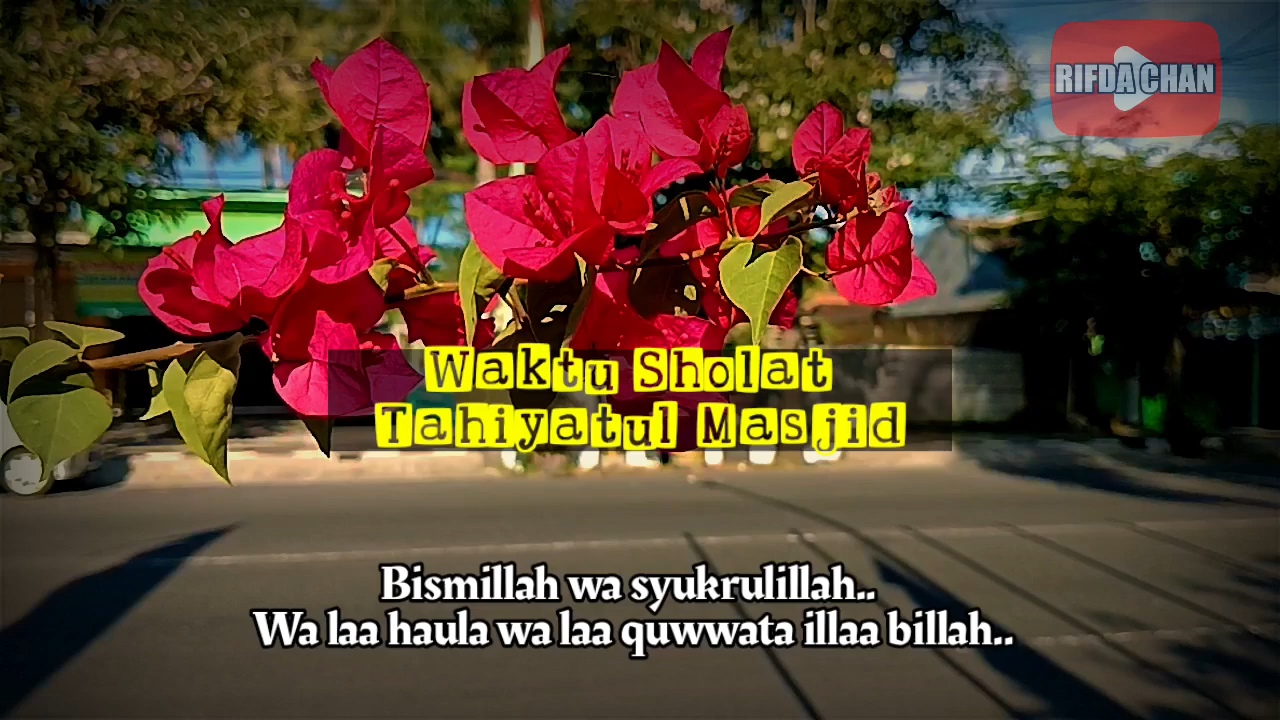 RIFDA CHAN
Waktu Sholat
Tahiyatul Masjid
Bismillah wa syukrulillah..
Wa laa haula wa laa quwwata illaa billah..